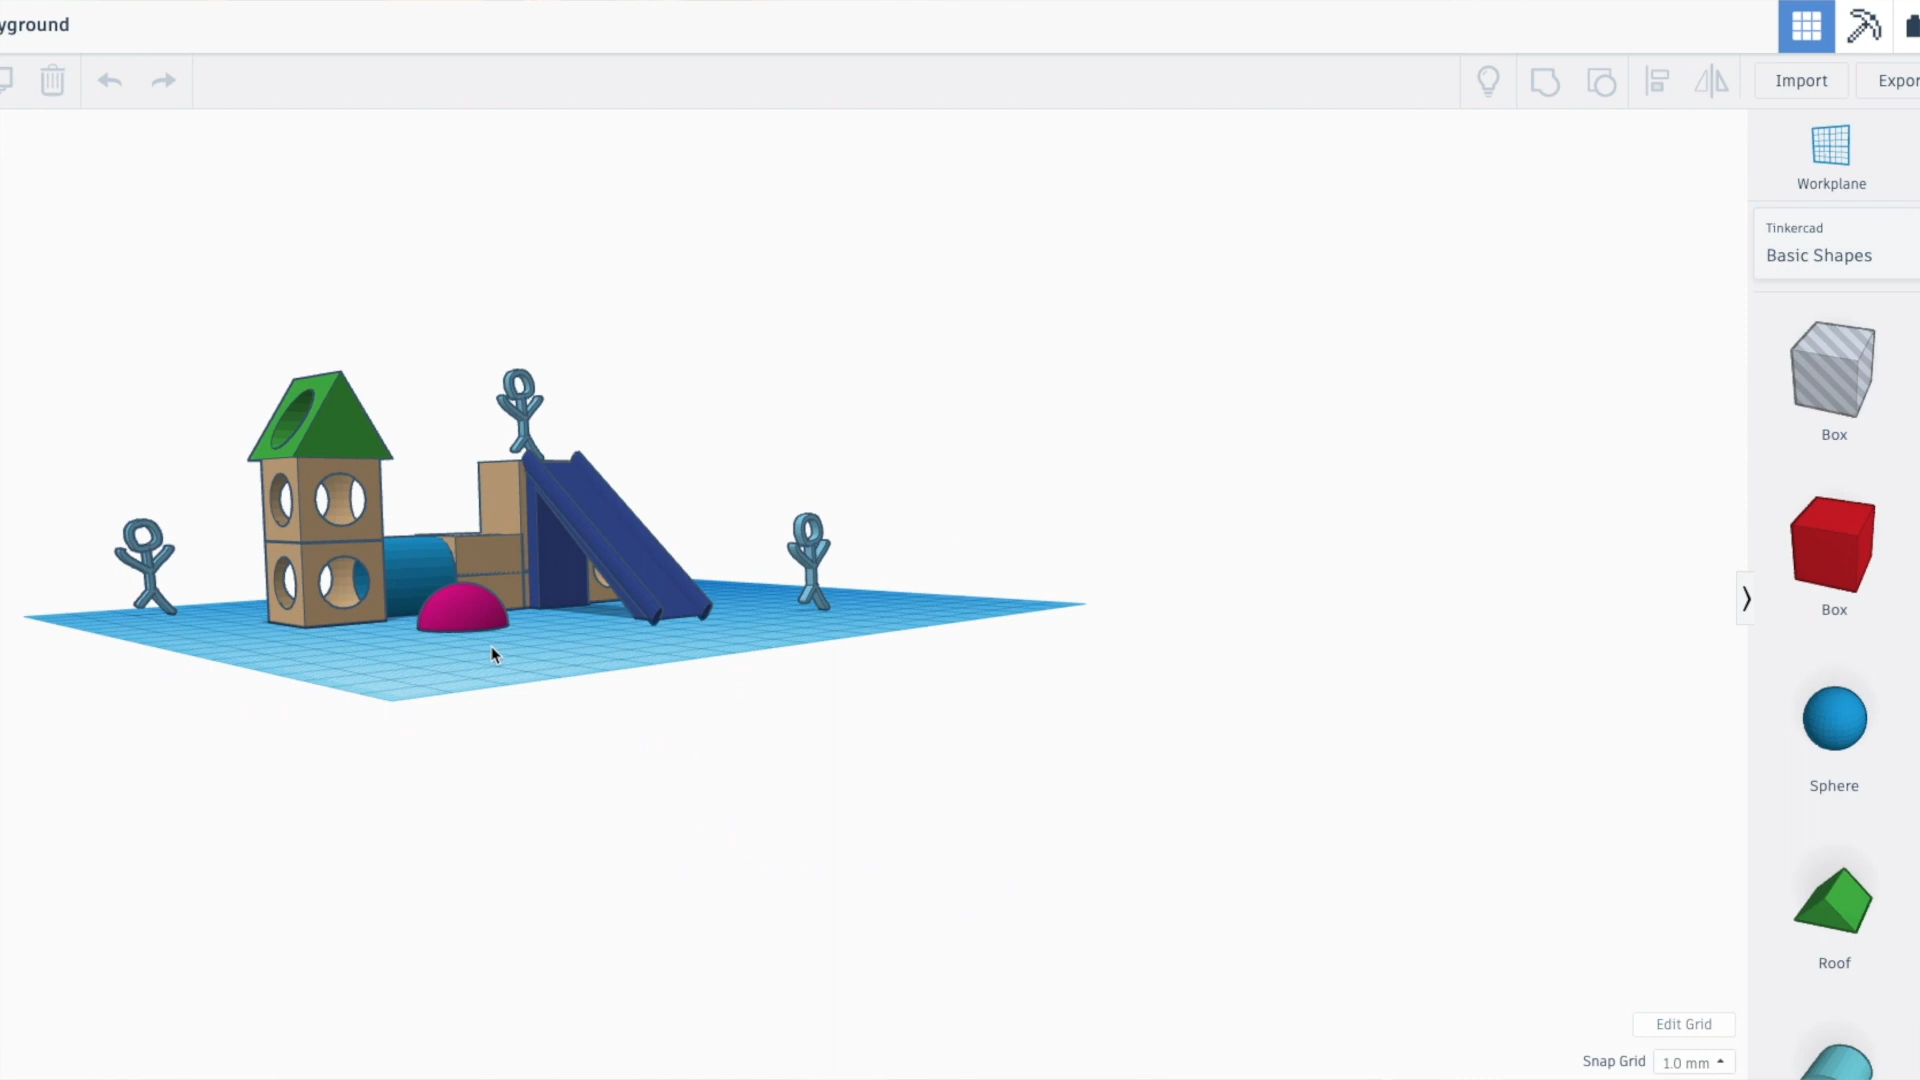 yground
Import
Expor
Workplane
Tinkercad
Basic Shapes
Box
Box
Sphere
Roof
Edit Grid
Snap Grid 1.0 mm